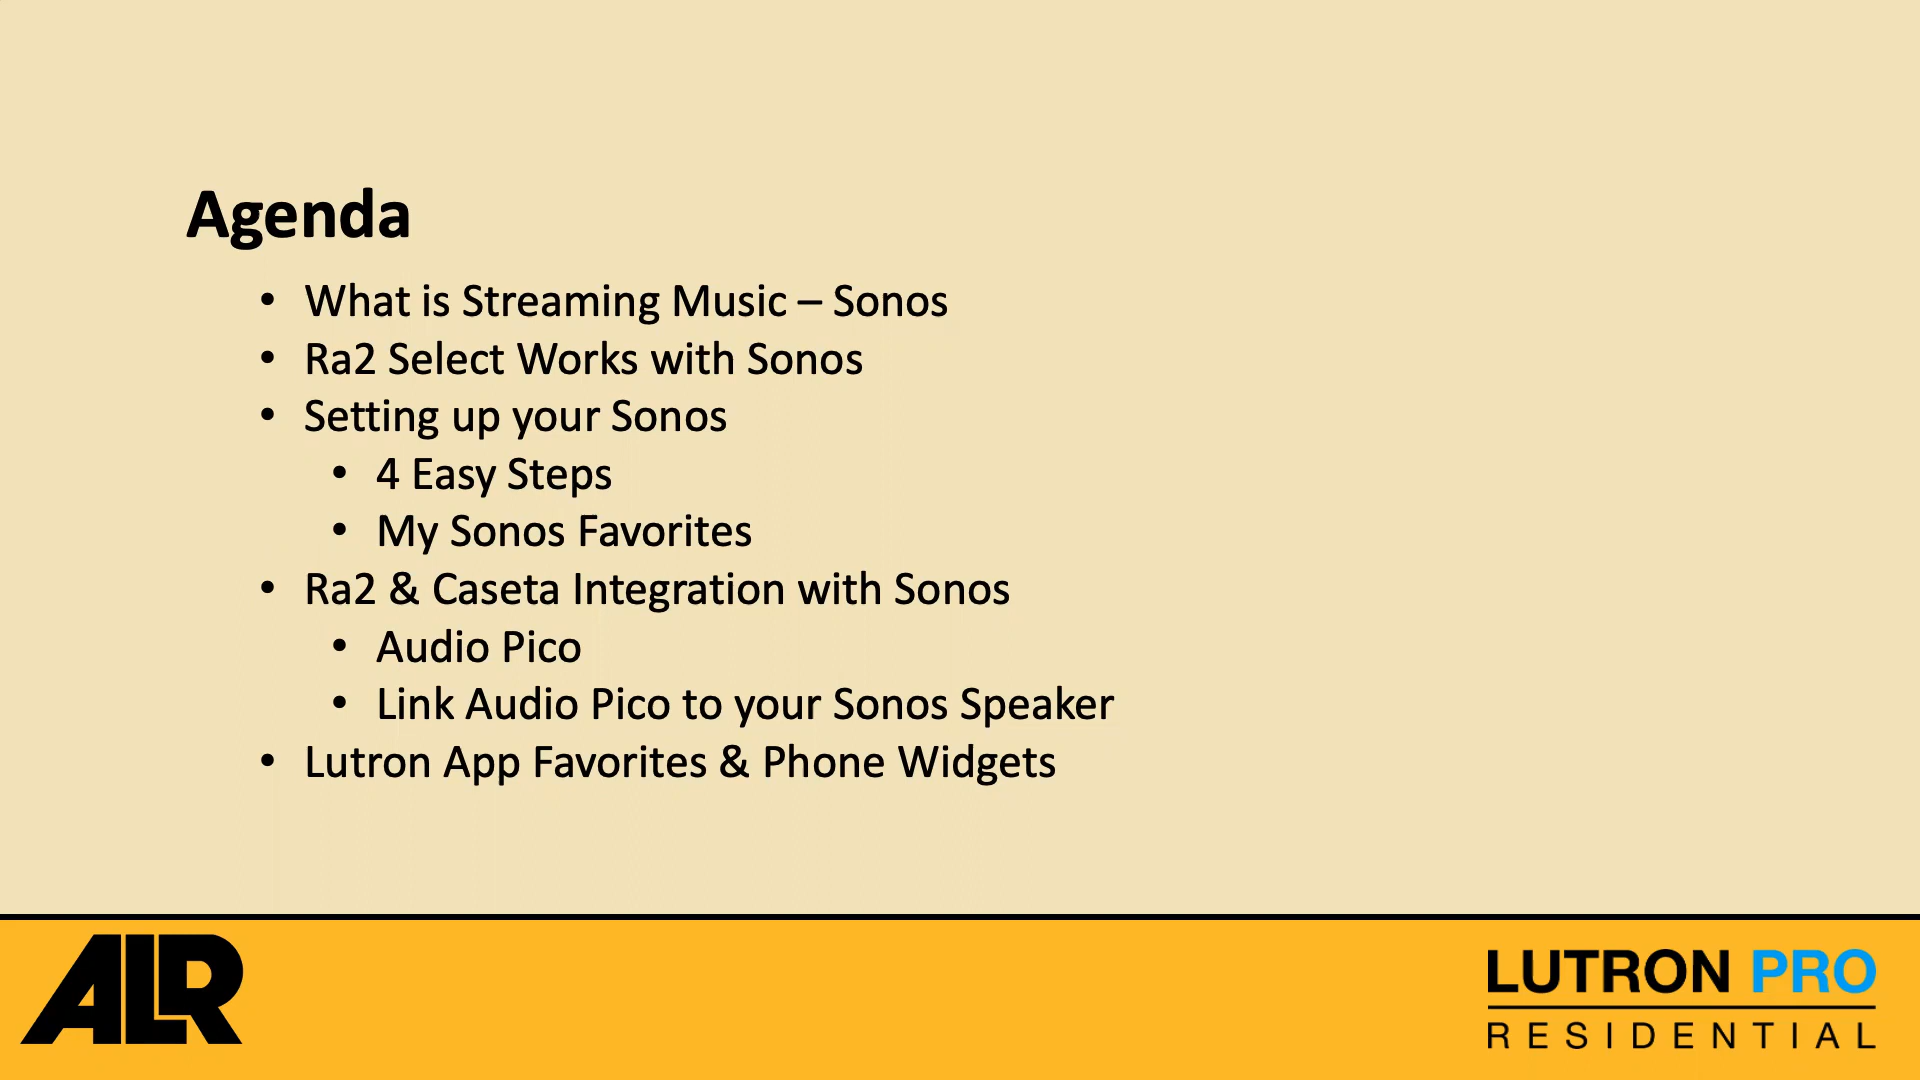 Agenda
• What is Streaming Music – Sonos
• Ra2 Select Works with Sonos
• Setting up your Sonos
• 4 Easy Steps
• My Sonos Favorites
• Ra2 & Caseta Integration with Sonos
• Audio Pico
• Link Audio Pico to your Sonos Speaker
• Lutron App Favorites & Phone Widgets
ALR
LUTRON PRO
RESIDENTIAL